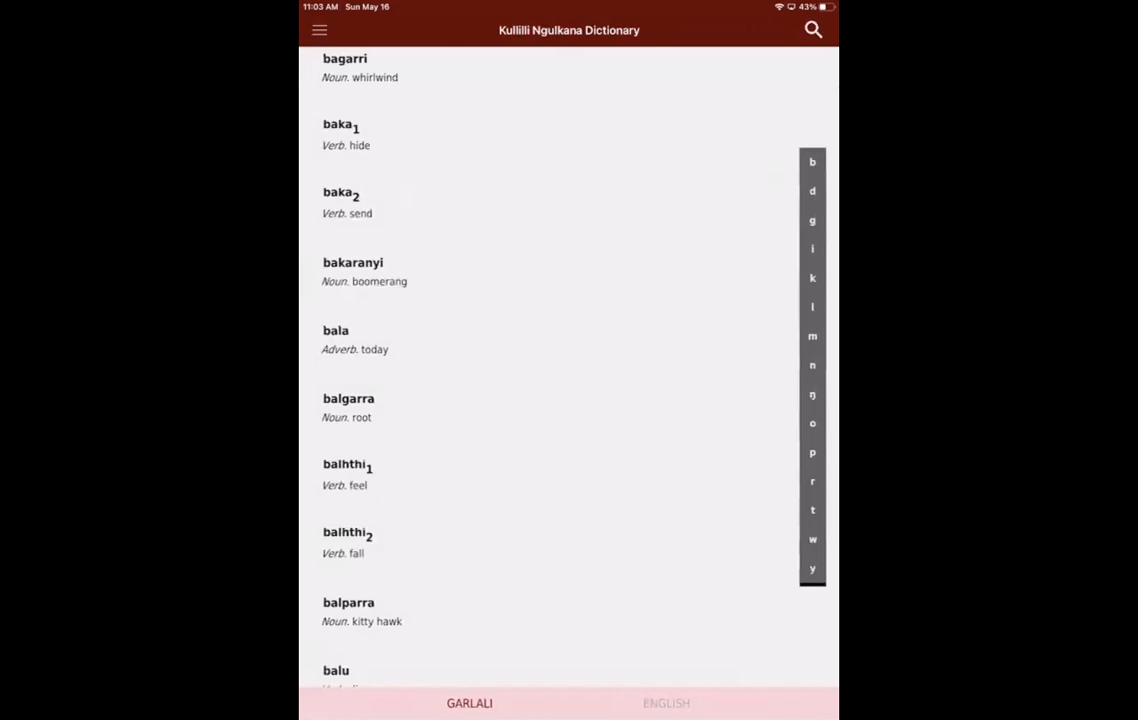 11:03 AM Sun May 16 43%
Kullilli Ngulkana Dictionary
bagarri
Noun. whirlwind
baka1
Verb. hide
baka2
Verb. send
bakaranyi
Noun. boomerang
bala
Adverb. today
balgarra
Noun. root
balhthi1
Verb. feel
balhthi2
Verb. fall
balparra
Noun. kitty hawk
balu
b
d
g
i
k
l
m
n
ŋ
o
p
r
t
w
y
GARLALI ENGLISH